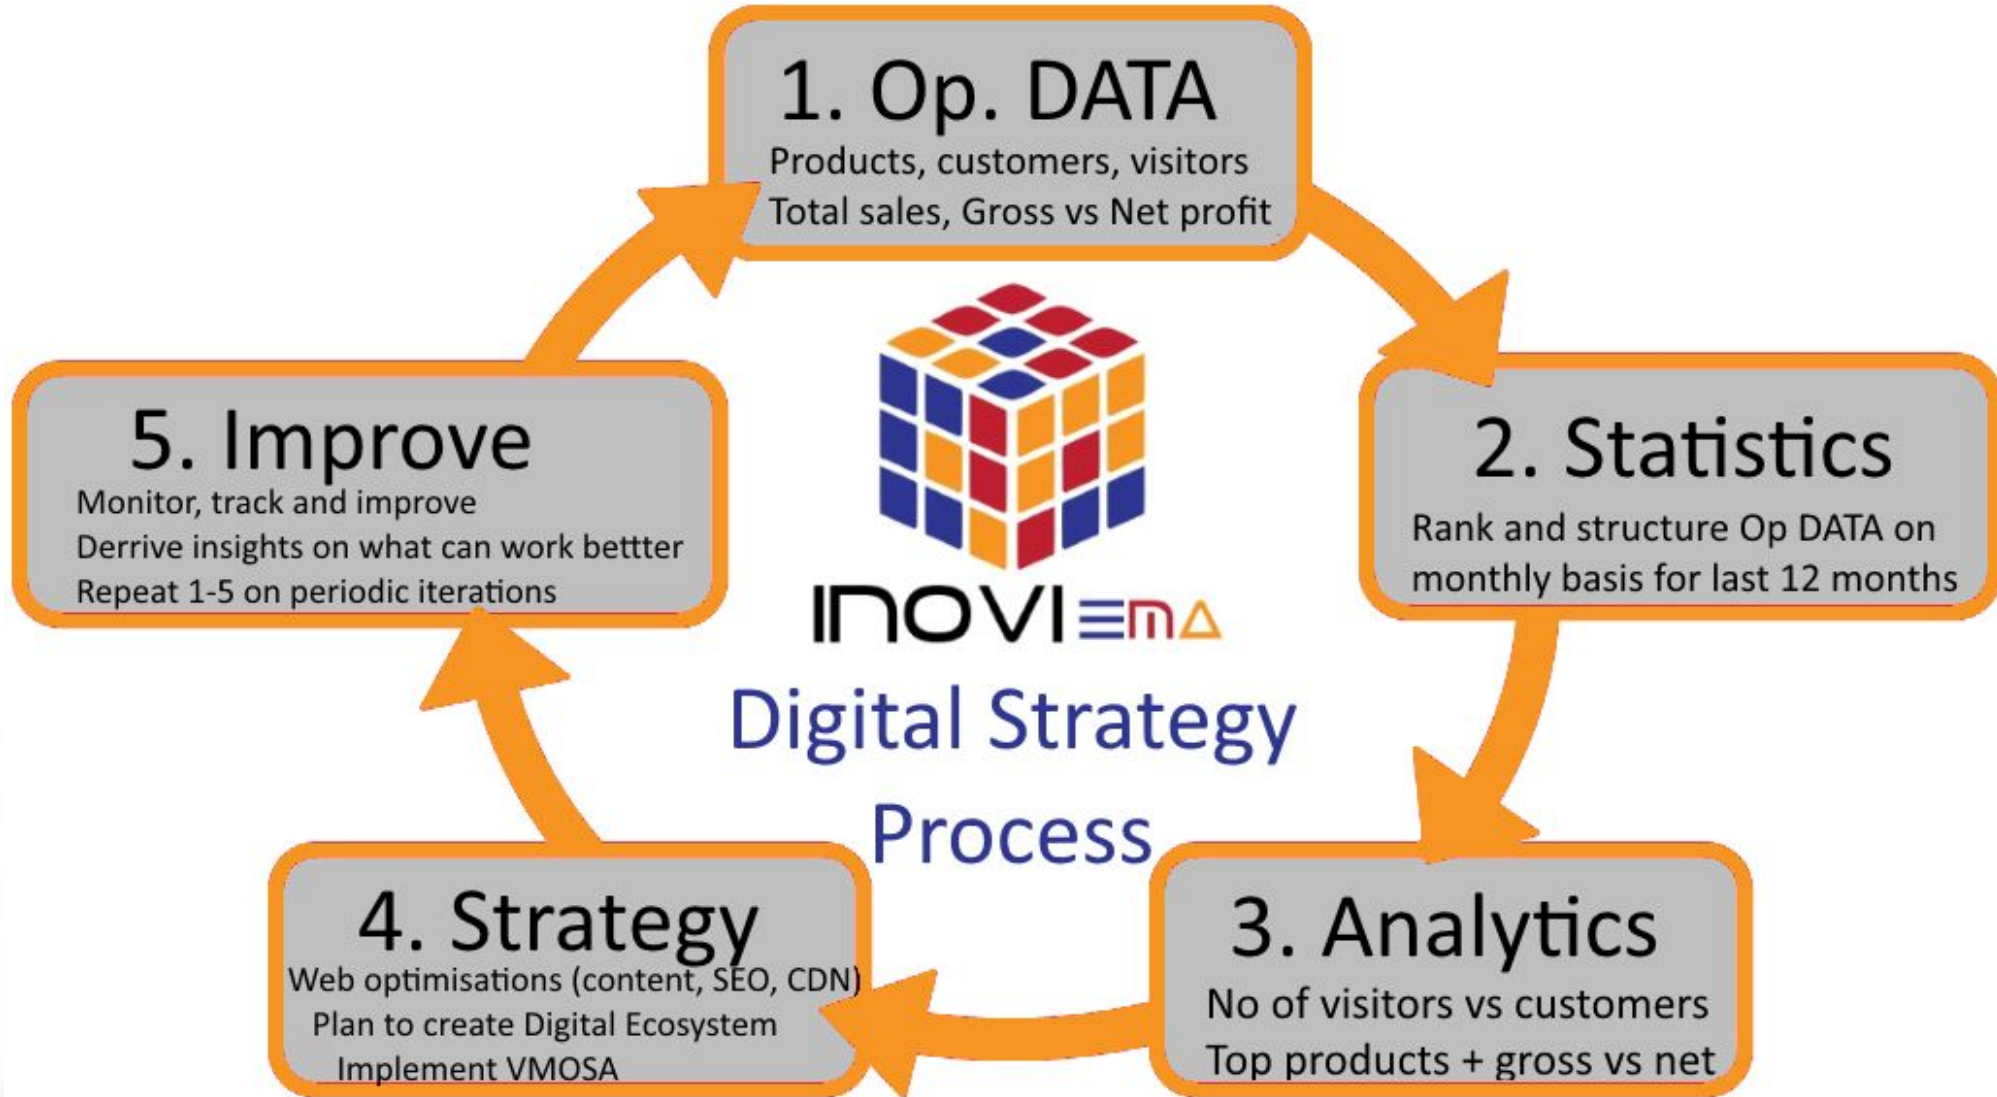 1. Op. DATA
Products, customers, visitors
Total sales, Gross vs Net profit
2. Statistics
Rank and structure Op DATA on
monthly basis for last 12 months
3. Analytics
No of visitors vs customers
Top products + gross vs net
4. Strategy
Web optimisations (content, SEO, CDN)
Plan to create Digital Ecosystem
Implement VMOSA
5. Improve
Monitor, track and improve
Derrive insights on what can work bettter
Repeat 1-5 on periodic iterations
INOVIEMA
Digital Strategy
Process